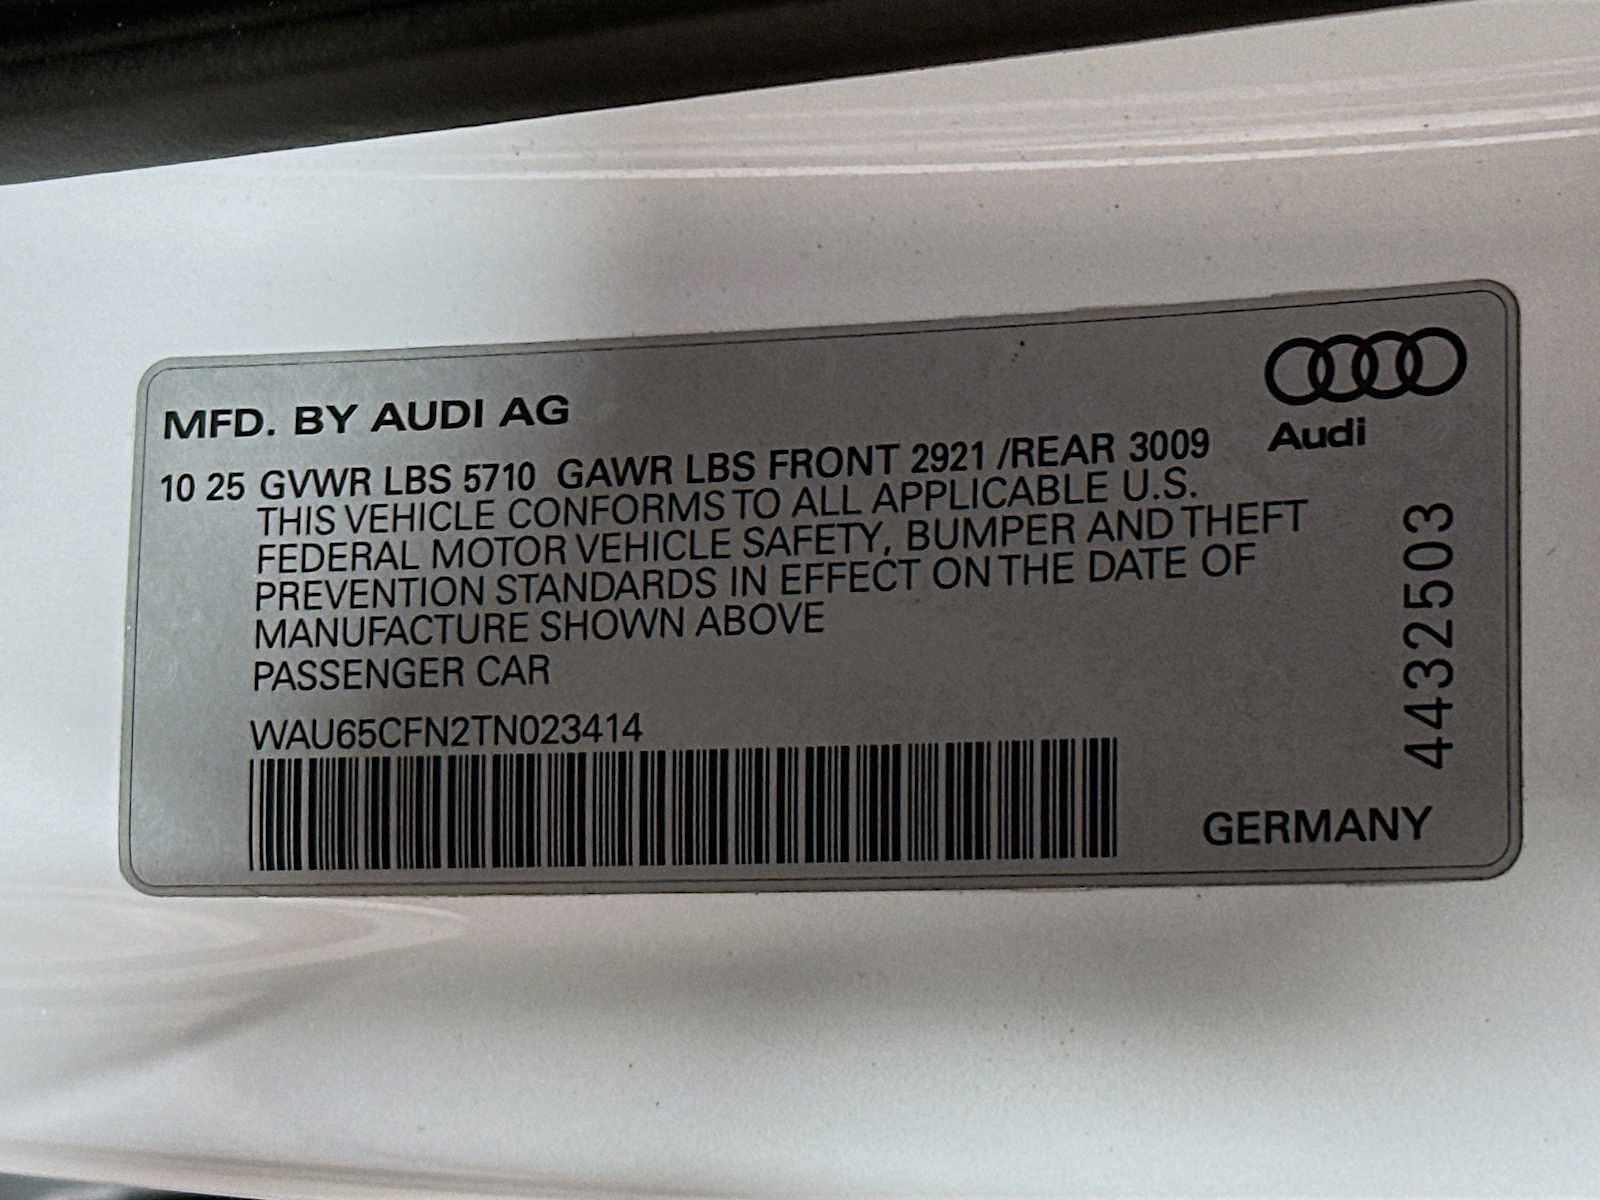 MFD. BY AUDI AG
Audi
10 25 GVWR LBS 5710 GAWR LBS FRONT 2921 /REAR 3009
THIS VEHICLE CONFORMS TO ALL APPLICABLE U.S.
FEDERAL MOTOR VEHICLE SAFETY, BUMPER AND THEFT
PREVENTION STANDARDS IN EFFECT ON THE DATE OF
MANUFACTURE SHOWN ABOVE
PASSENGER CAR
WAU65CFN2TN023414
4432503
GERMANY